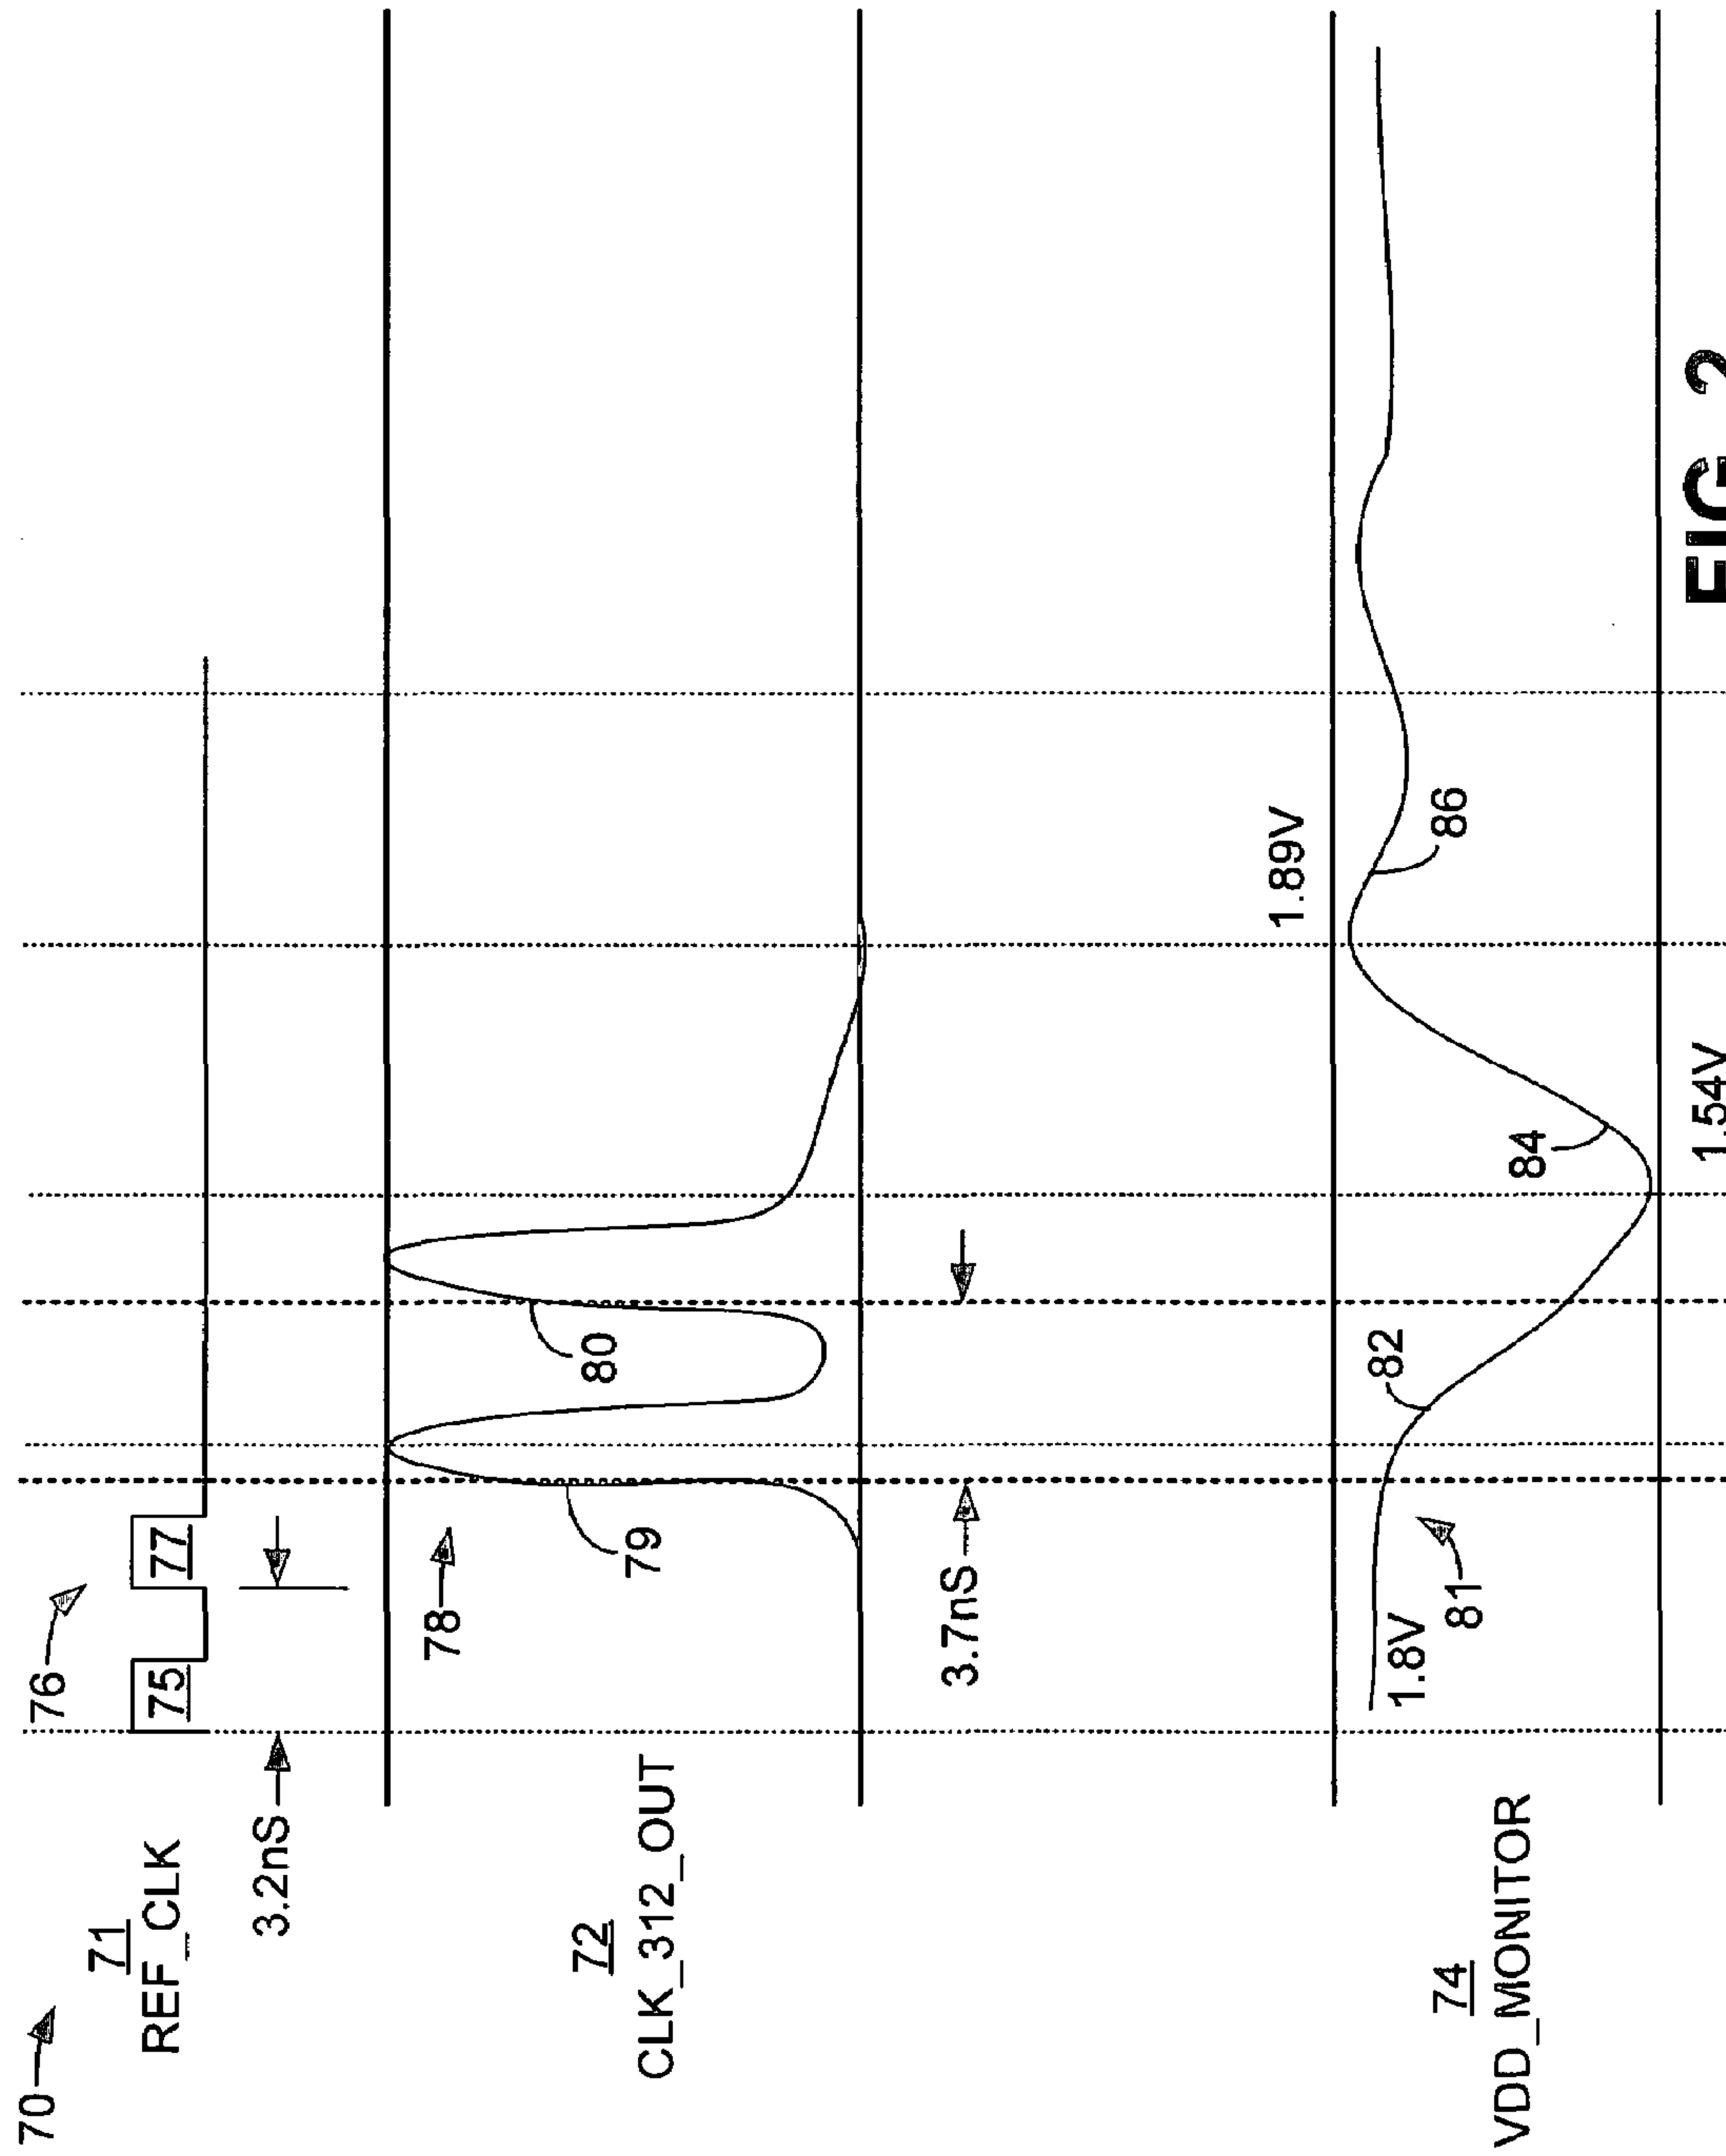 70
71
REF_CLK
76
75
77
3.2nS
72
CLK_312_OUT
78
79
80
3.7nS
74
VDD_MONITOR
1.8V
81
82
84
86
1.89V
1.54V
FIG. 2